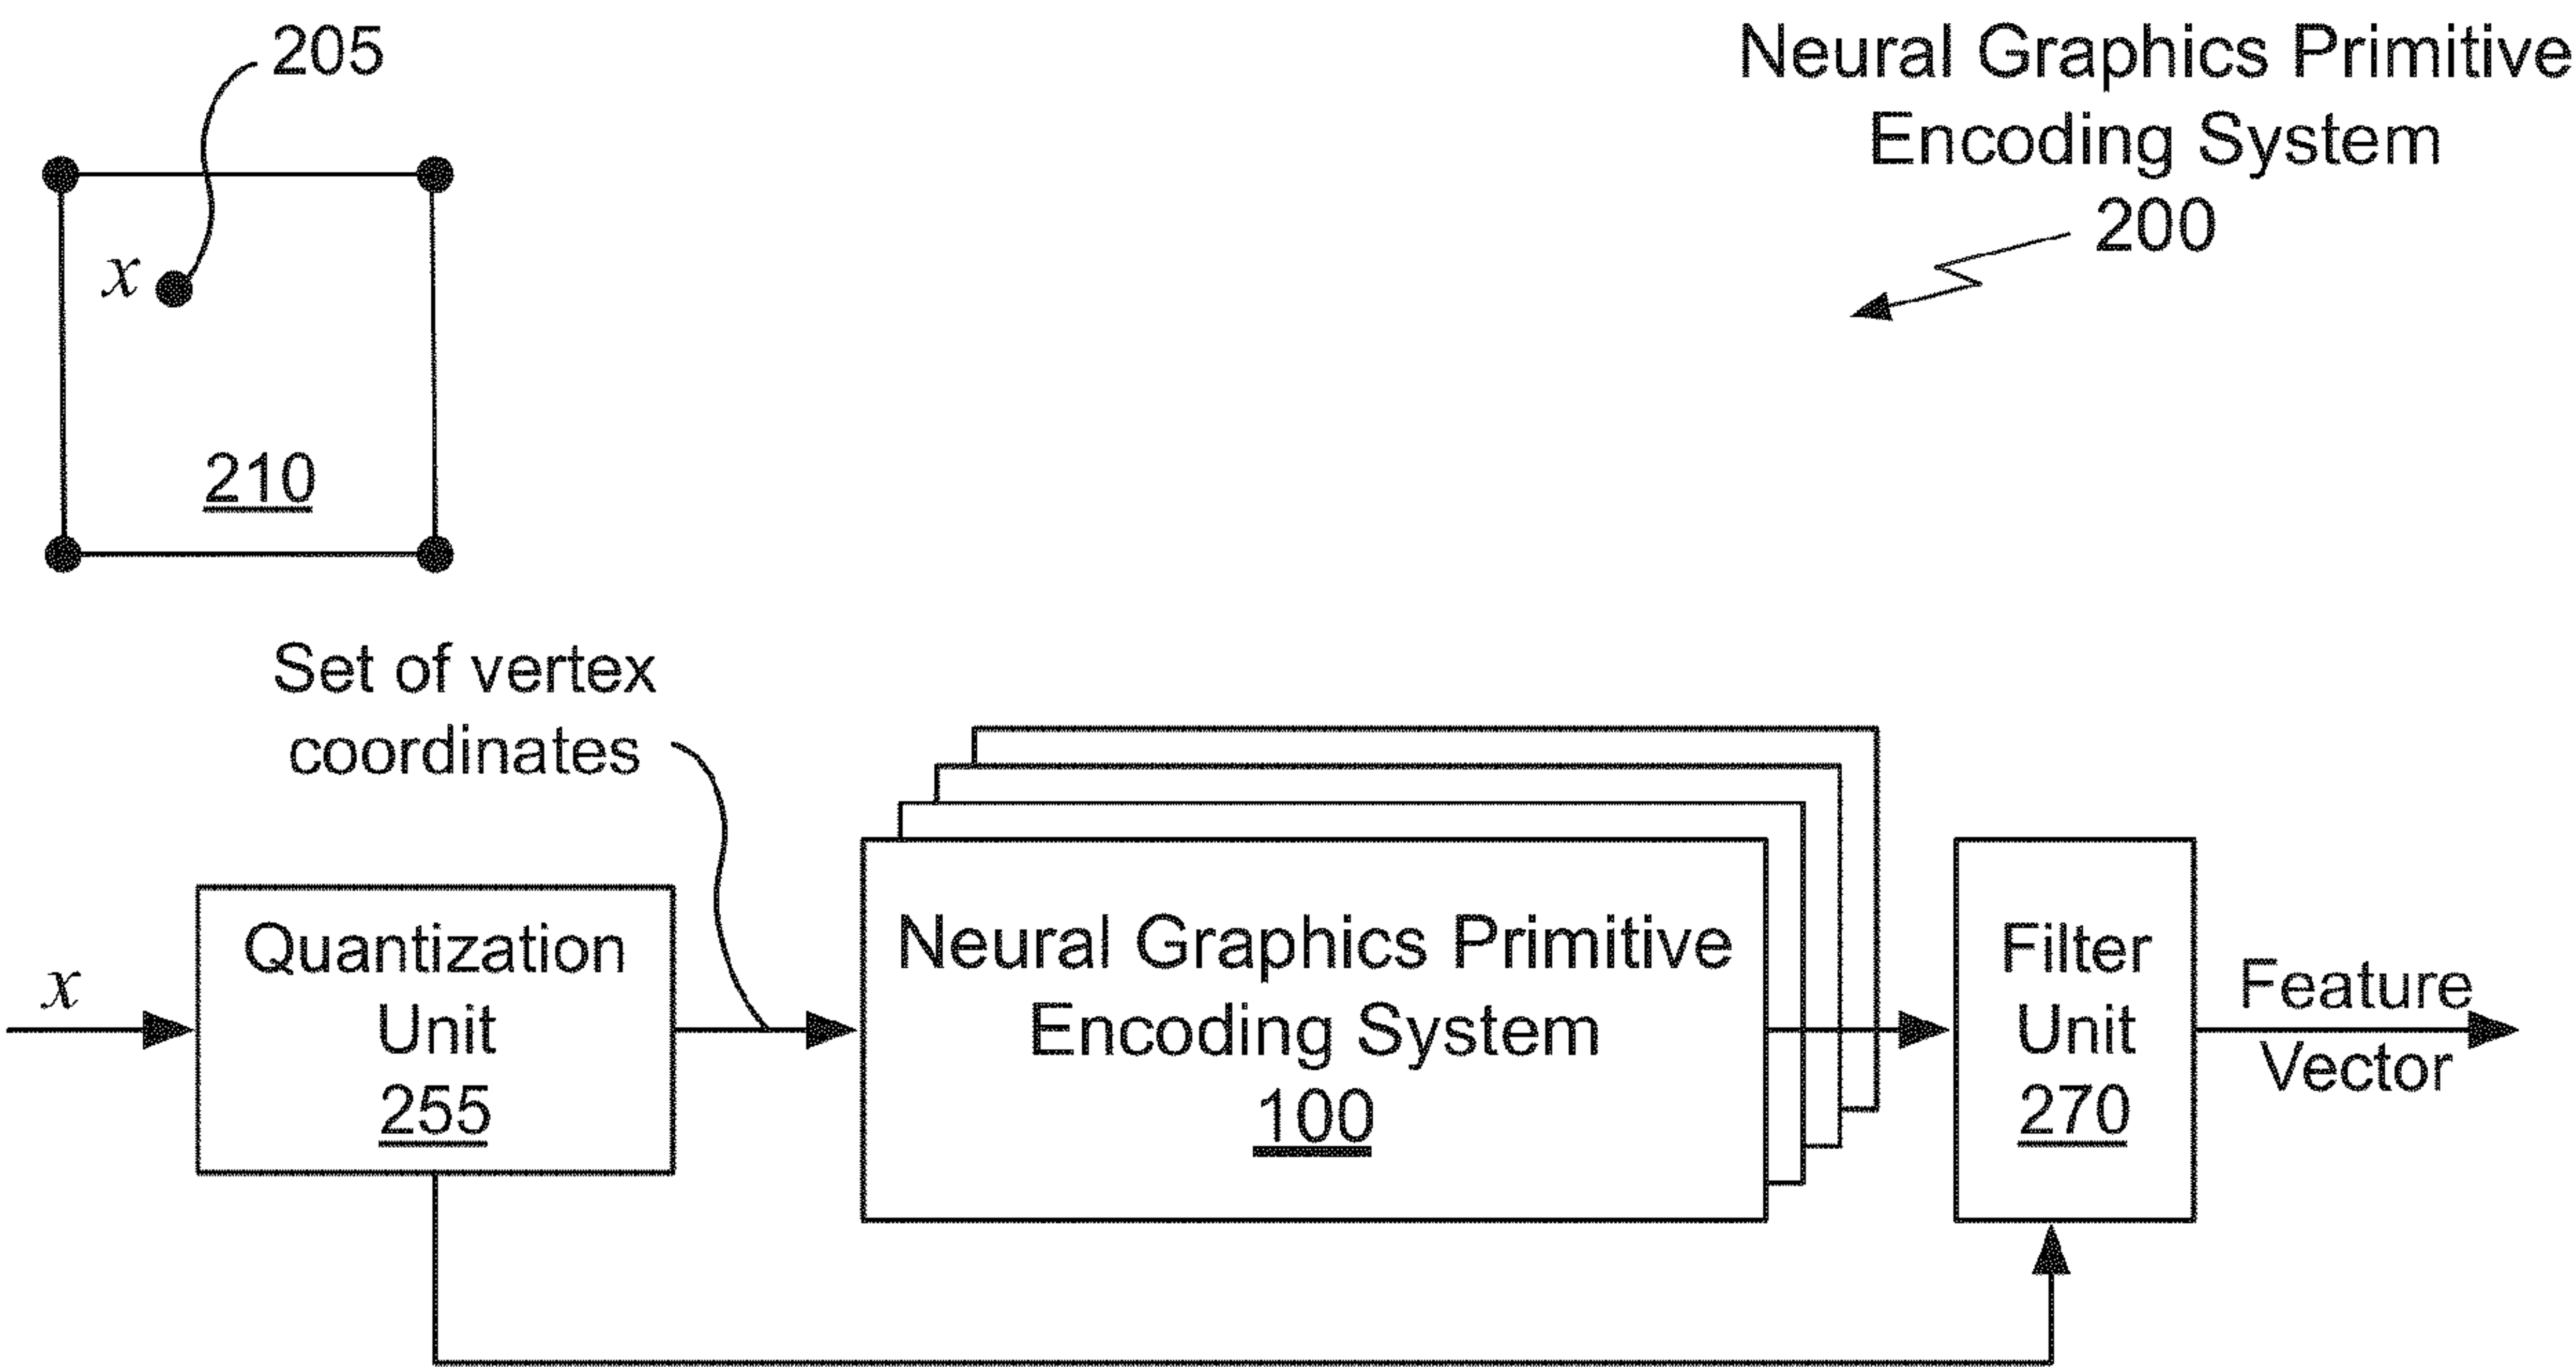 205
Neural Graphics Primitive
Encoding System
200
x
210
Set of vertex
coordinates
x
Quantization
Unit
255
Neural Graphics Primitive
Encoding System
100
Filter
Unit
270
Feature
Vector